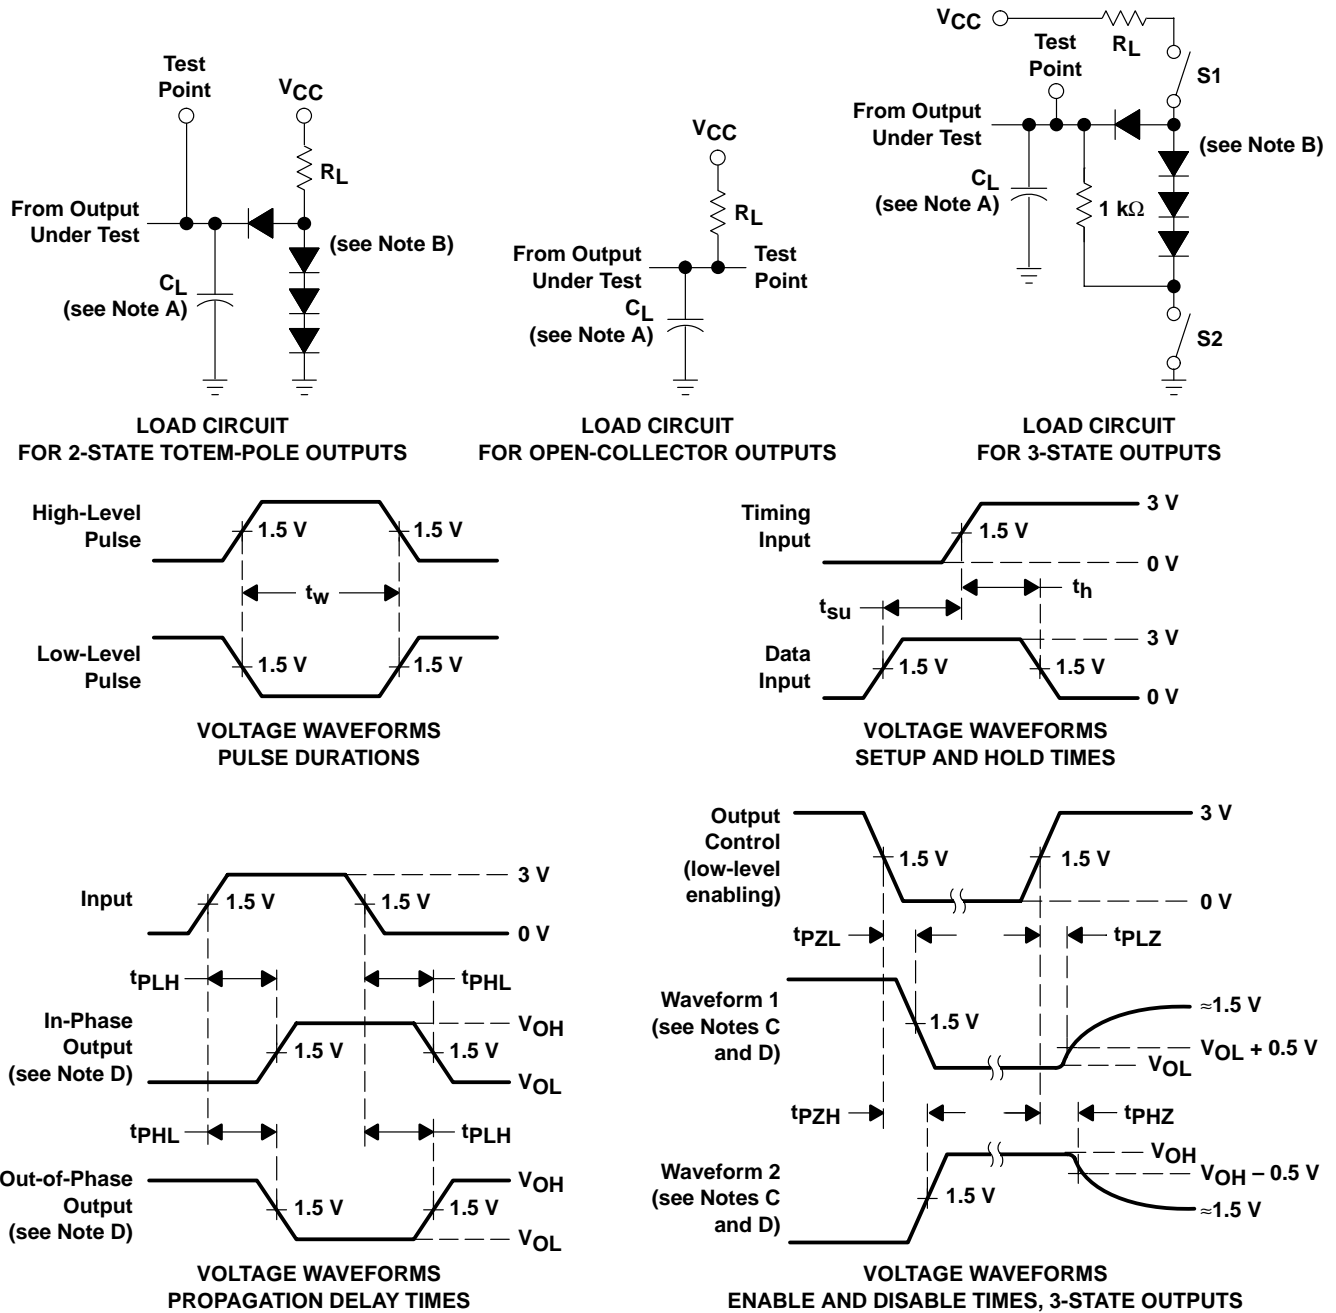 Test
Point
VCC
RL
From Output
Under Test
(see Note B)
CL
(see Note A)
LOAD CIRCUIT
FOR 2-STATE TOTEM-POLE OUTPUTS
VCC
RL
From Output
Under Test
Test
Point
CL
(see Note A)
LOAD CIRCUIT
FOR OPEN-COLLECTOR OUTPUTS
VCC
RL
Test
Point
S1
From Output
Under Test
(see Note B)
CL
(see Note A)
1 kΩ
S2
LOAD CIRCUIT
FOR 3-STATE OUTPUTS
High-Level
Pulse
1.5 V
1.5 V
tw
Low-Level
Pulse
1.5 V
1.5 V
VOLTAGE WAVEFORMS
PULSE DURATIONS
Timing
Input
1.5 V
3 V
0 V
th
tsu
Data
Input
1.5 V
1.5 V
3 V
0 V
VOLTAGE WAVEFORMS
SETUP AND HOLD TIMES
Input
1.5 V
1.5 V
3 V
0 V
tPLH
tPHL
In-Phase
Output
(see Note D)
1.5 V
1.5 V
VOH
VOL
tPHL
tPLH
Out-of-Phase
Output
(see Note D)
1.5 V
1.5 V
VOH
VOL
VOLTAGE WAVEFORMS
PROPAGATION DELAY TIMES
Output
Control
(low-level
enabling)
1.5 V
1.5 V
3 V
0 V
tPZL
tPLZ
Waveform 1
(see Notes C
and D)
1.5 V
≈1.5 V
VOL + 0.5 V
VOL
tPZH
tPHZ
Waveform 2
(see Notes C
and D)
1.5 V
VOH
VOH – 0.5 V
≈1.5 V
VOLTAGE WAVEFORMS
ENABLE AND DISABLE TIMES, 3-STATE OUTPUTS